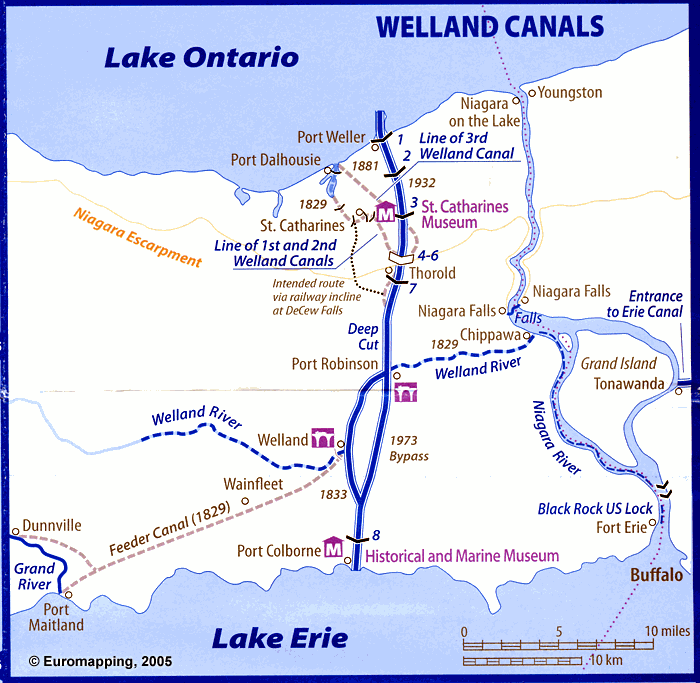 WELLAND CANALS
Lake Ontario
Youngston
Niagara
on the Lake
Port Weller
1
Line of 3rd
Welland Canal
Port Dalhousie
1881
2
1932
1829
3
St. Catharines
Museum
M
St. Catharines
Niagara Escarpment
Line of 1st and 2nd
Welland Canals
4-6
Thorold
Intended route
via railway incline
at DeCew Falls
7
Niagara Falls
Niagara Falls
Entrance
to Erie Canal
Falls
Deep
Cut
Chippawa
1829
Port Robinson
Welland River
Grand Island
Tonawanda
Welland River
Welland
1973
Bypass
Niagara River
Wainfleet
1833
Feeder Canal (1829)
Black Rock US Lock
Fort Erie
Dunnville
8
Grand
River
Port Colborne
M
Historical and Marine Museum
Buffalo
Port
Maitland
Lake Erie
0 5 10 miles
10 km
© Euromapping, 2005